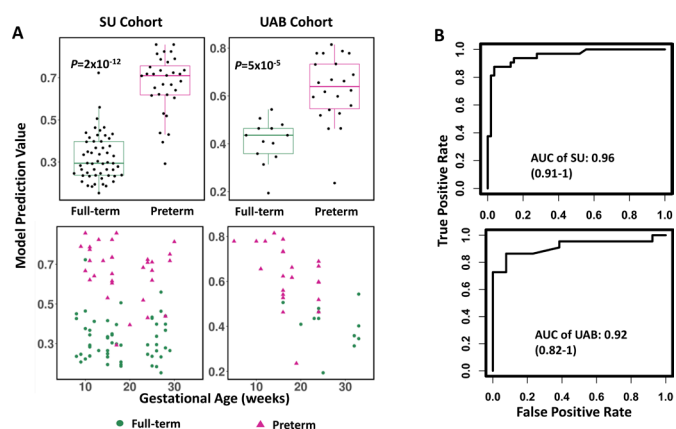 A
SU Cohort
UAB Cohort
B
P=2x10-12
P=5x10-5
0.7
0.5
0.3
0.8
0.6
0.4
0.2
Full-term
Preterm
Full-term
Preterm
Model Prediction Value
0.7
0.5
0.3
0.8
0.6
0.4
0.2
10
20
30
10
20
30
Gestational Age (weeks)
Full-term
Preterm
True Positive Rate
1.0
0.8
0.6
0.4
0.2
0.0
AUC of SU: 0.96
(0.91-1)
0.0 0.2 0.4 0.6 0.8 1.0
1.0
0.8
0.6
0.4
0.2
0.0
AUC of UAB: 0.92
(0.82-1)
0.0 0.2 0.4 0.6 0.8 1.0
False Positive Rate